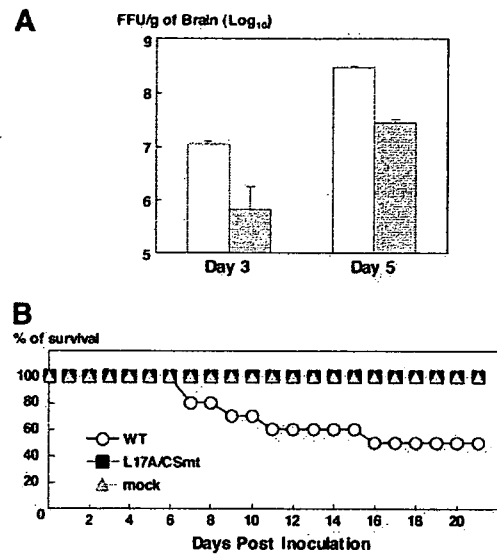 A
FFU/g of Brain (Log₁₀)
9
8
7
6
5
Day 3 Day 5
B
% of survival
100
80
60
40
20
0
WT
L17A/CSmt
mock
2 4 6 8 10 12 14 16 18 20
Days Post Inoculation